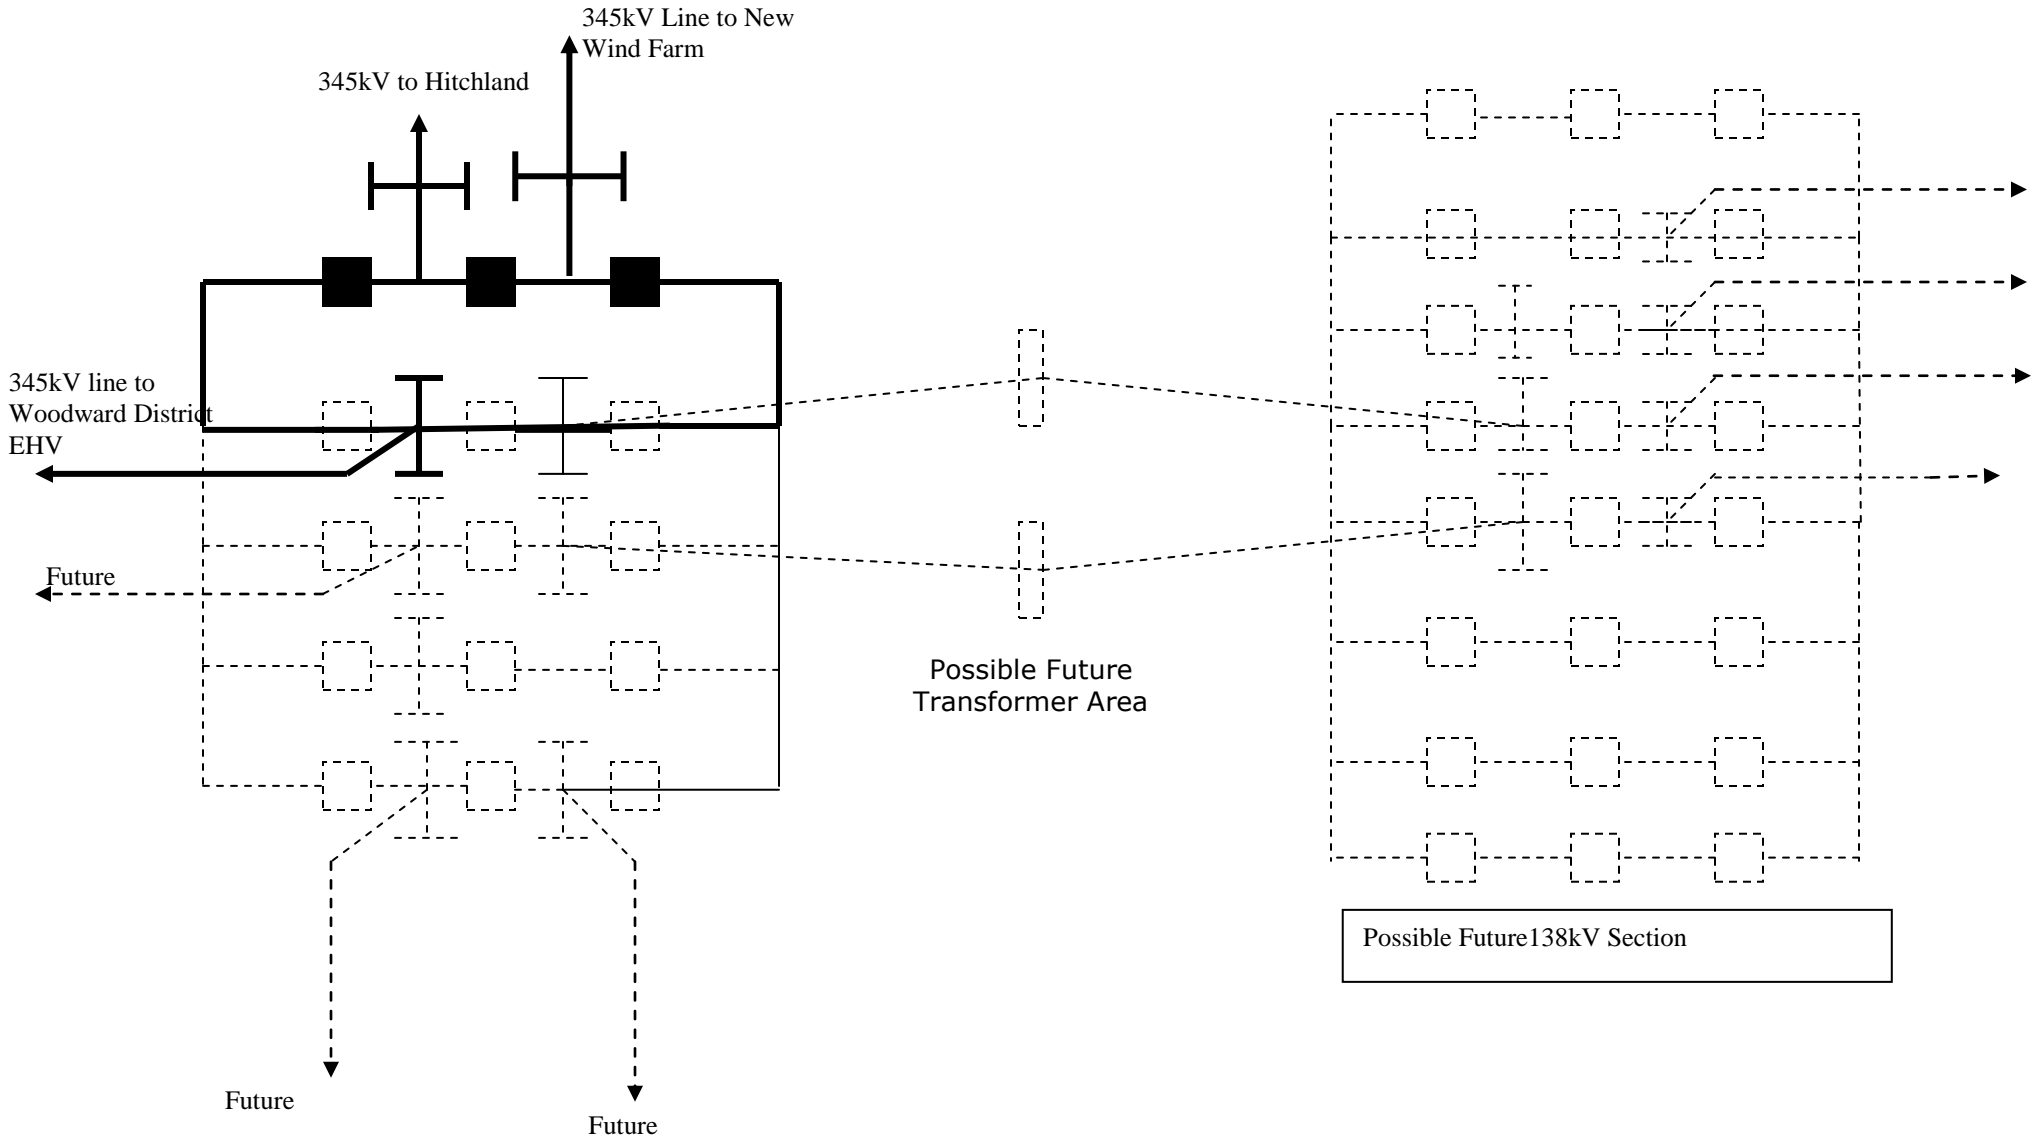 345kV Line to New
Wind Farm
345kV to Hitchland
345kV line to
Woodward District
EHV
Future
Possible Future
Transformer Area
Possible Future138kV Section
Future
Future